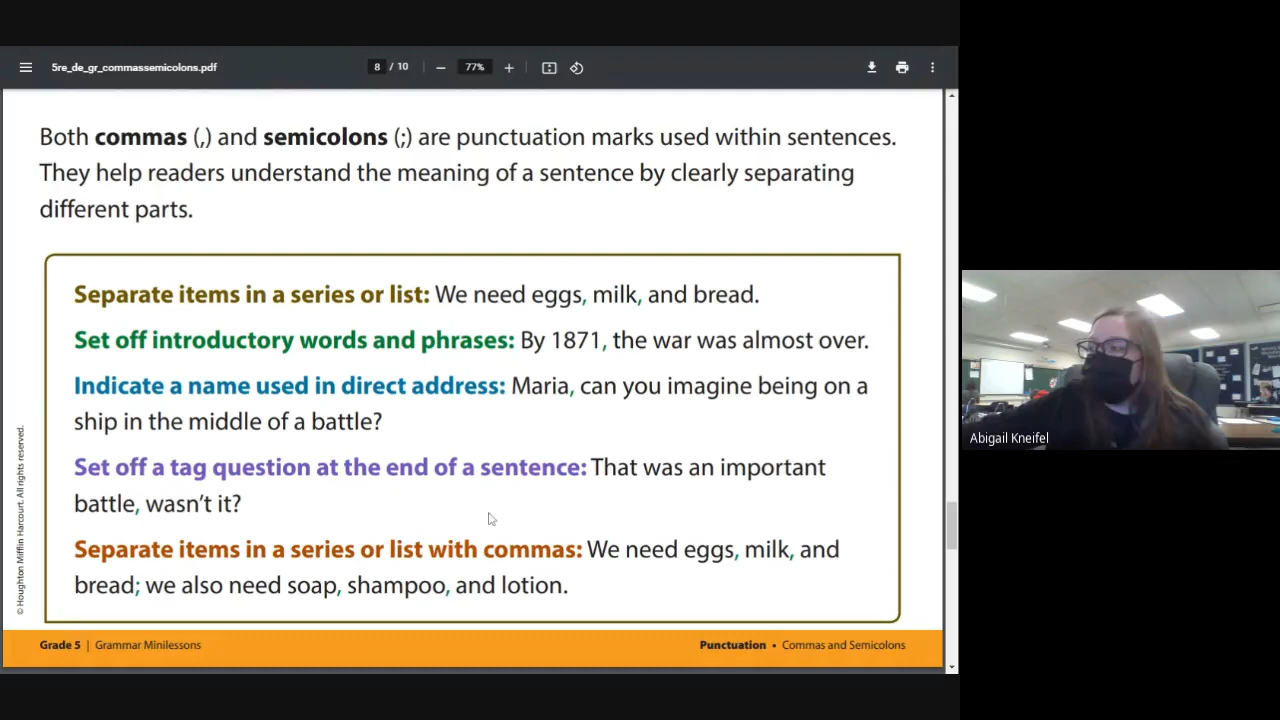 5re_de_gr_commassemicolons.pdf 8 / 10 77%
Both commas (,) and semicolons (;) are punctuation marks used within sentences.
They help readers understand the meaning of a sentence by clearly separating
different parts.
Separate items in a series or list: We need eggs, milk, and bread.
Set off introductory words and phrases: By 1871, the war was almost over.
Indicate a name used in direct address: Maria, can you imagine being on a
ship in the middle of a battle?
Set off a tag question at the end of a sentence: That was an important
battle, wasn't it?
Separate items in a series or list with commas: We need eggs, milk, and
bread; we also need soap, shampoo, and lotion.
© Houghton Mifflin Harcourt. All rights reserved.
Grade 5 | Grammar Minilessons
Punctuation • Commas and Semicolons
Abigail Kneifel